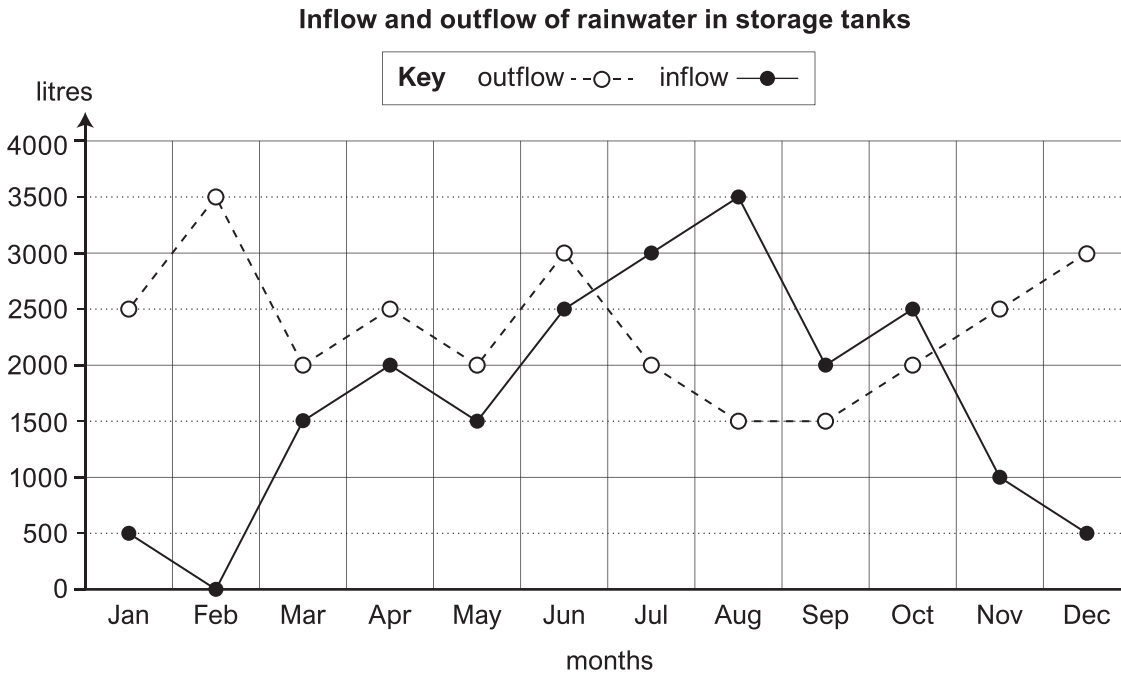 Inflow and outflow of rainwater in storage tanks
Key outflow inflow
litres
4000
3500
3000
2500
2000
1500
1000
500
0
Jan Feb Mar Apr May Jun Jul Aug Sep Oct Nov Dec
months